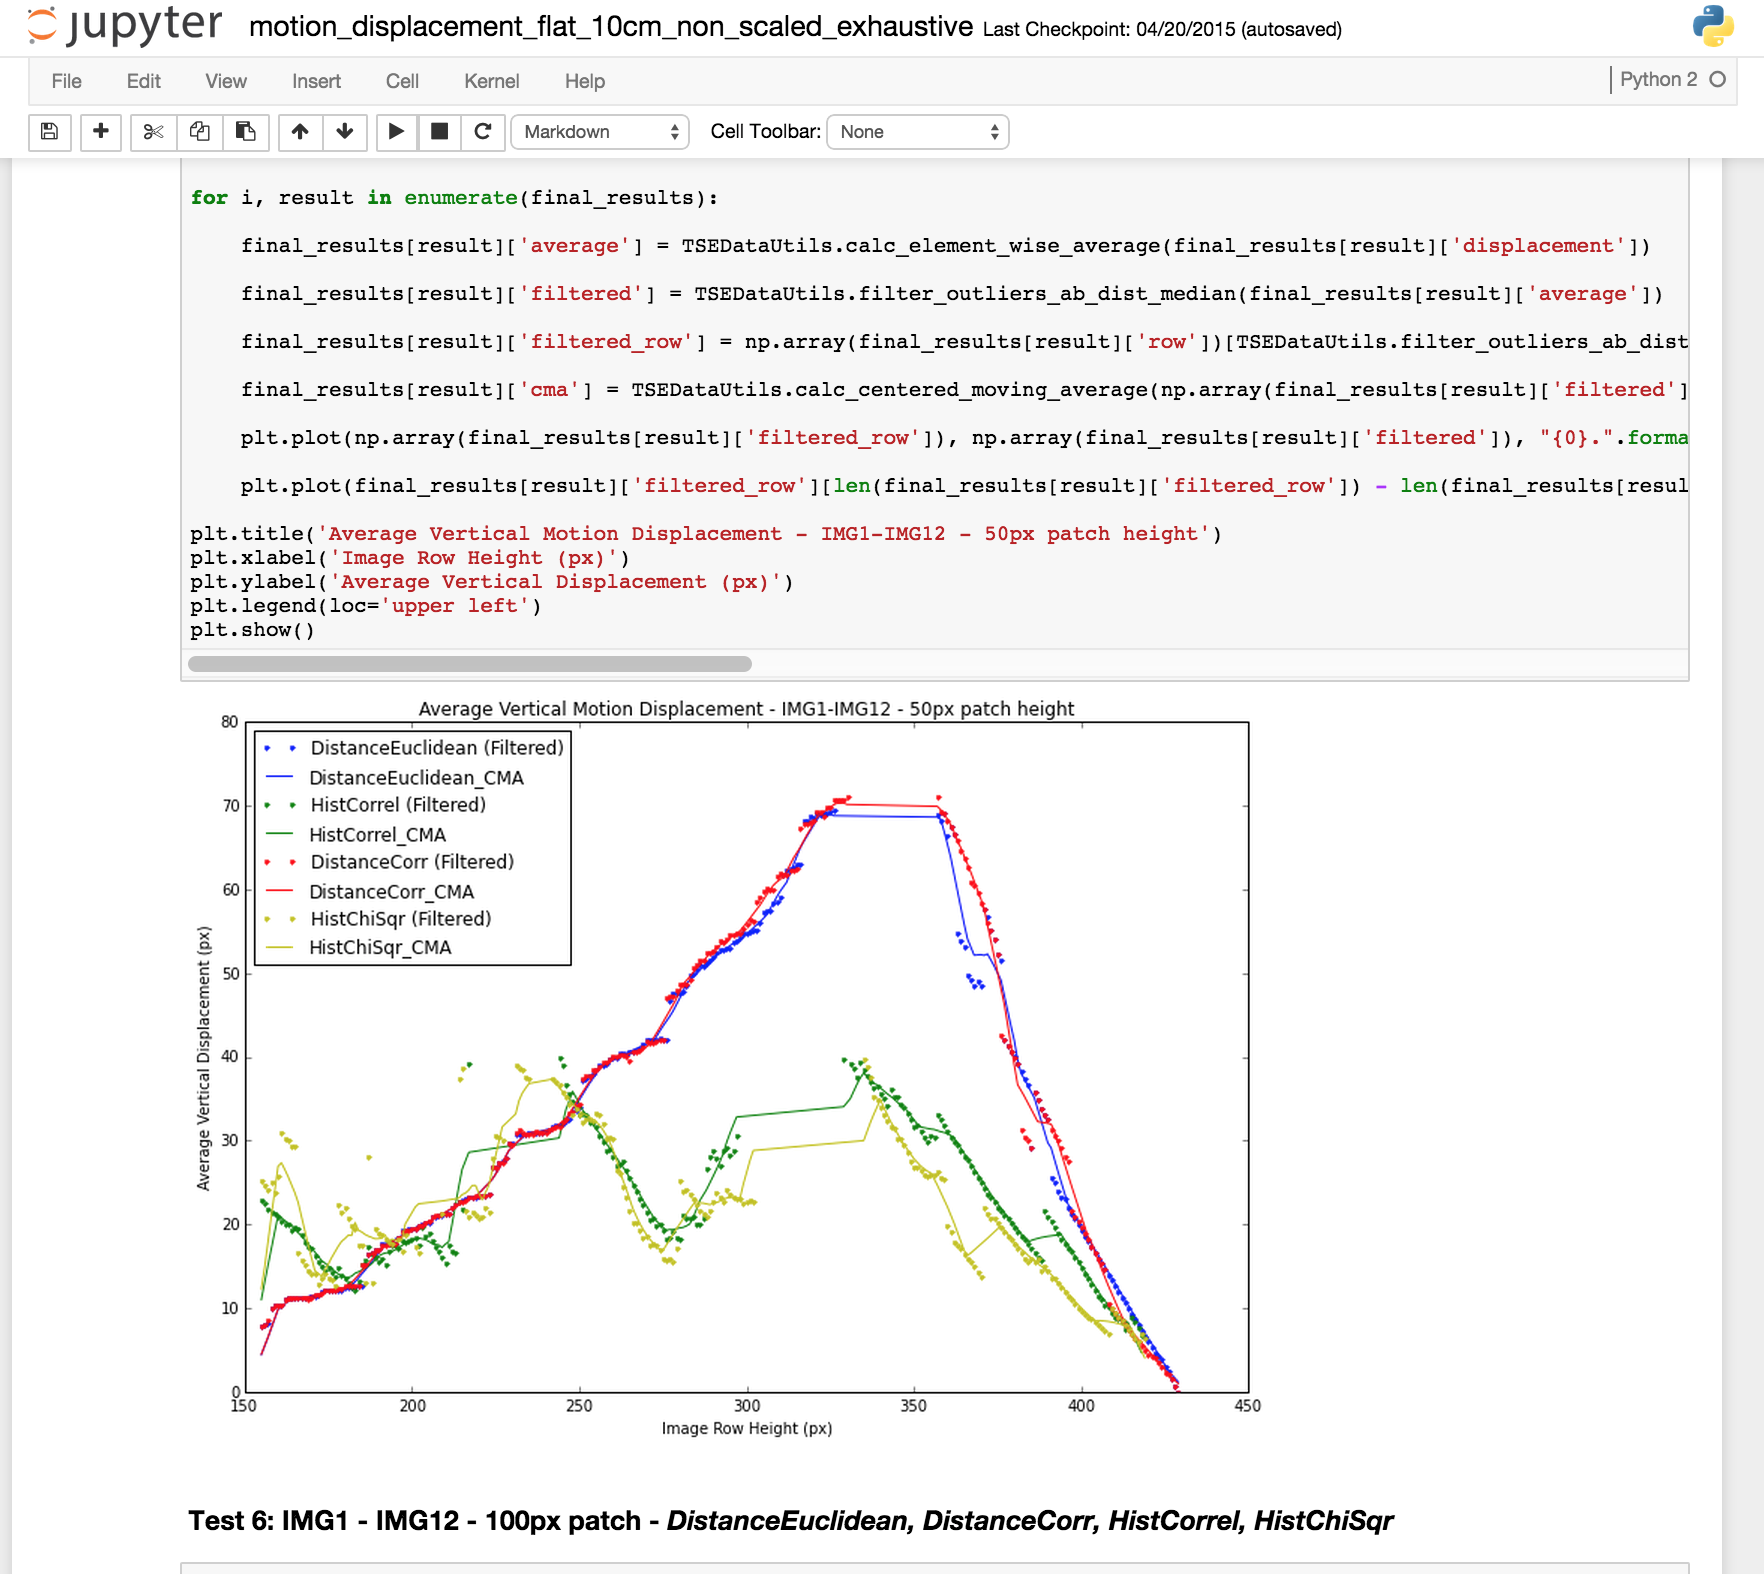 jupyter motion_displacement_flat_10cm_non_scaled_exhaustive Last Checkpoint: 04/20/2015 (autosaved)
File Edit View Insert Cell Kernel Help Python 2
Markdown Cell Toolbar: None
for i, result in enumerate(final_results):
final_results[result]['average'] = TSEDataUtils.calc_element_wise_average(final_results[result]['displacement'])
final_results[result]['filtered'] = TSEDataUtils.filter_outliers_ab_dist_median(final_results[result]['average'])
final_results[result]['filtered_row'] = np.array(final_results[result]['row'])[TSEDataUtils.filter_outliers_ab_dist
final_results[result]['cma'] = TSEDataUtils.calc_centered_moving_average(np.array(final_results[result]['filtered']
plt.plot(np.array(final_results[result]['filtered_row']), np.array(final_results[result]['filtered']), "{0}.".forma
plt.plot(final_results[result]['filtered_row'][len(final_results[result]['filtered_row']) - len(final_results[resul
plt.title('Average Vertical Motion Displacement - IMG1-IMG12 - 50px patch height')
plt.xlabel('Image Row Height (px)')
plt.ylabel('Average Vertical Displacement (px)')
plt.legend(loc='upper left')
plt.show()
Average Vertical Motion Displacement - IMG1-IMG12 - 50px patch height
80
70
60
50
40
30
20
10
0
Average Vertical Displacement (px)
DistanceEuclidean (Filtered)
DistanceEuclidean_CMA
HistCorrel (Filtered)
HistCorrel_CMA
DistanceCorr (Filtered)
DistanceCorr_CMA
HistChiSqr (Filtered)
HistChiSqr_CMA
150 200 250 300 350 400 450
Image Row Height (px)
Test 6: IMG1 - IMG12 - 100px patch - DistanceEuclidean, DistanceCorr, HistCorrel, HistChiSqr